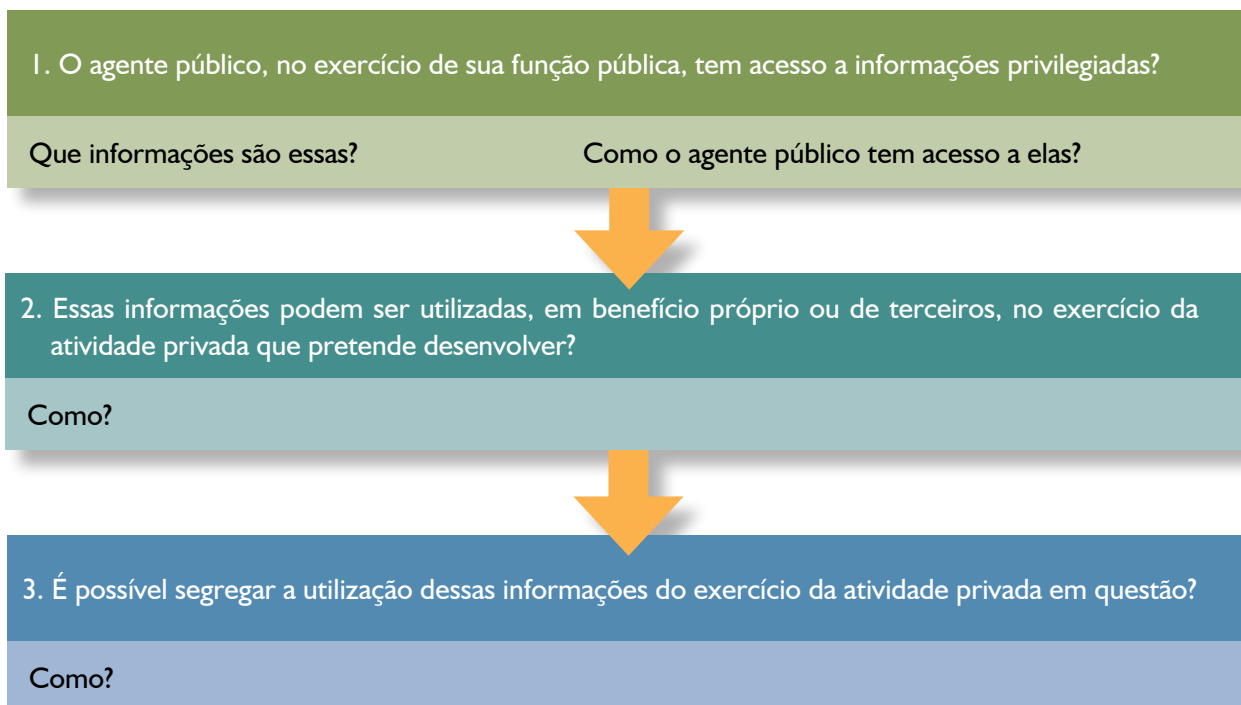 1. O agente público, no exercício de sua função pública, tem acesso a informações privilegiadas?
Que informações são essas? Como o agente público tem acesso a elas?
2. Essas informações podem ser utilizadas, em benefício próprio ou de terceiros, no exercício da
atividade privada que pretende desenvolver?
Como?
3. É possível segregar a utilização dessas informações do exercício da atividade privada em questão?
Como?